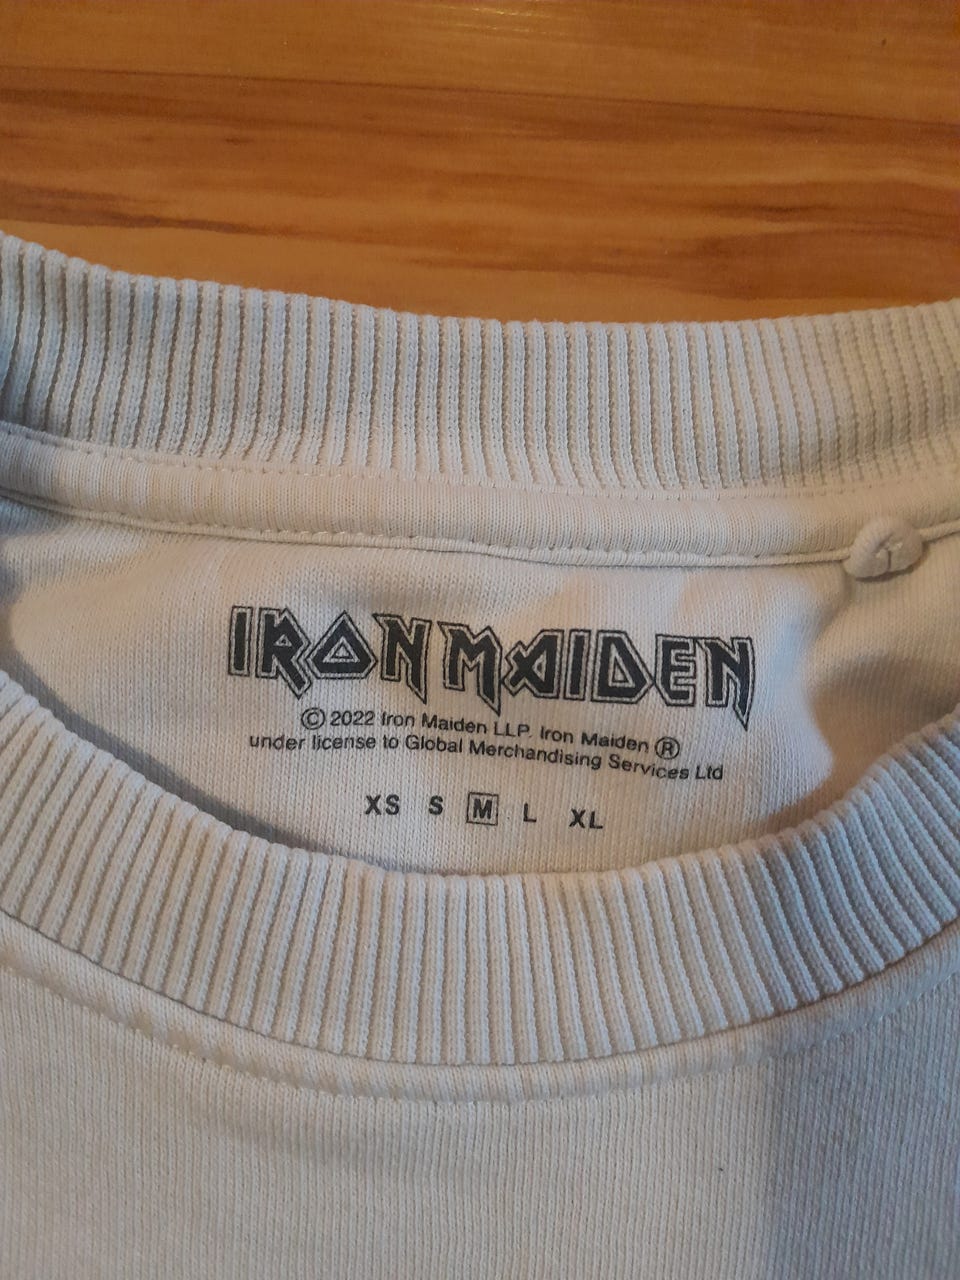 IRON MAIDEN
© 2022 Iron Maiden LLP. Iron Maiden ®
under license to Global Merchandising Services Ltd
XS S M L XL